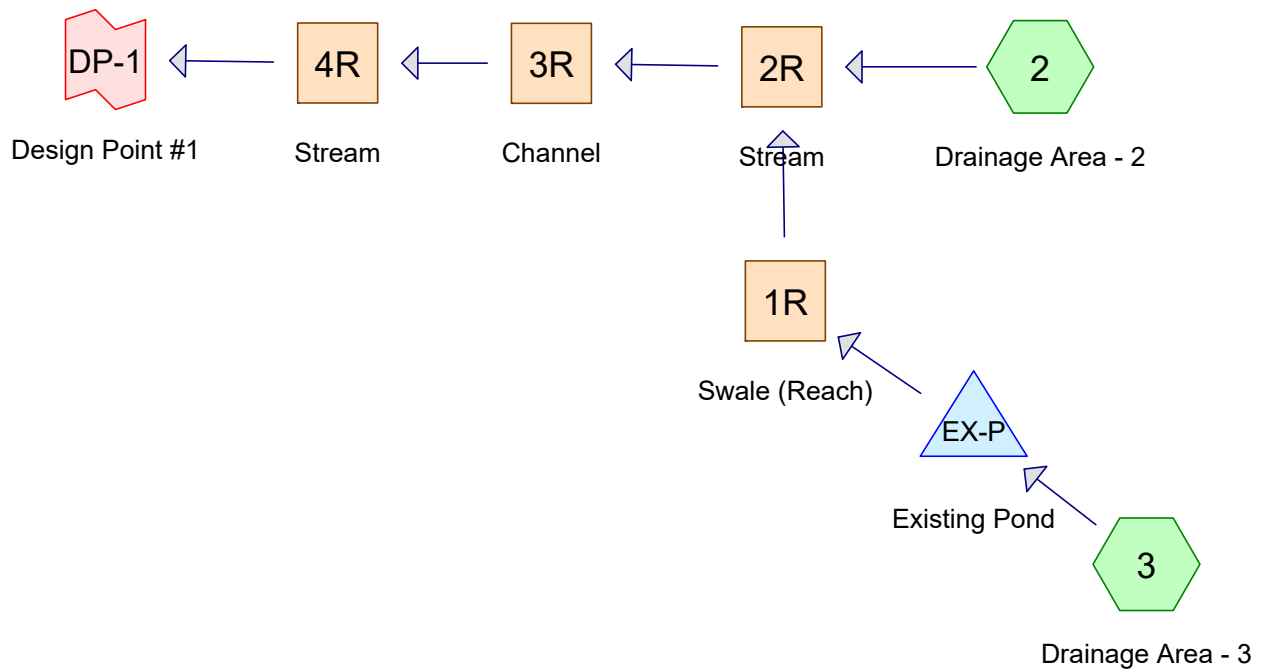 DP-1
4R
3R
2R
2
Design Point #1
Stream
Channel
Stream
Drainage Area - 2
1R
Swale (Reach)
EX-P
Existing Pond
3
Drainage Area - 3